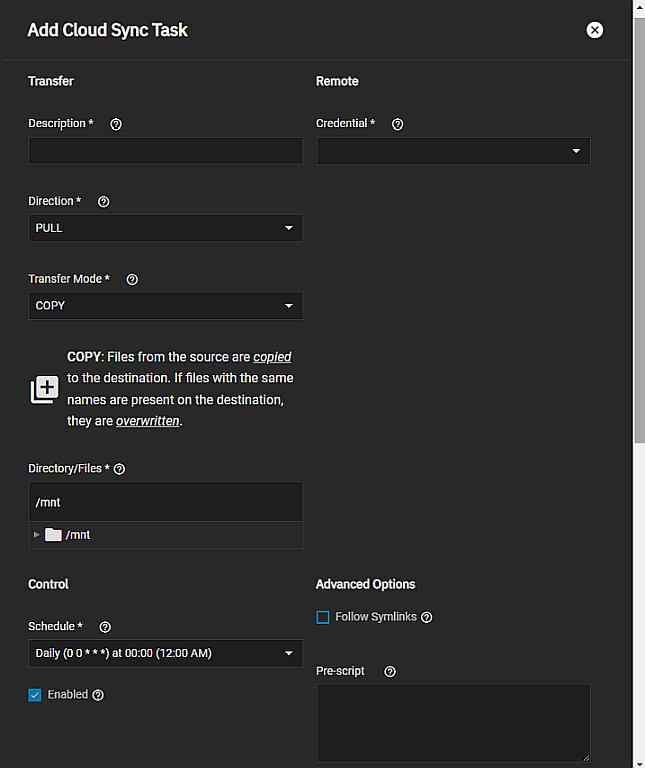 Add Cloud Sync Task
Transfer
Description *
Direction *
PULL
Transfer Mode *
COPY
COPY: Files from the source are copied
to the destination. If files with the same
names are present on the destination,
they are overwritten.
Directory/Files *
/mnt
/mnt
Remote
Credential *
Control
Schedule *
Daily (0 0 * * *) at 00:00 (12:00 AM)
Enabled
Advanced Options
Follow Symlinks
Pre-script